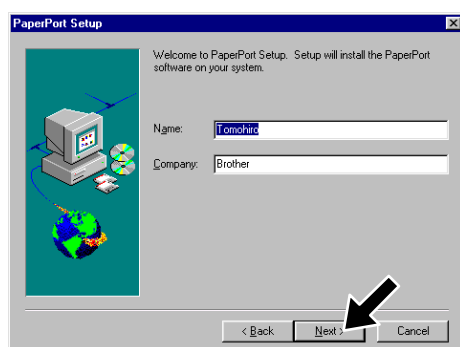 PaperPort Setup
Welcome to PaperPort Setup. Setup will install the PaperPort
software on your system.
Name: Tomohiro
Company: Brother
< Back Next > Cancel